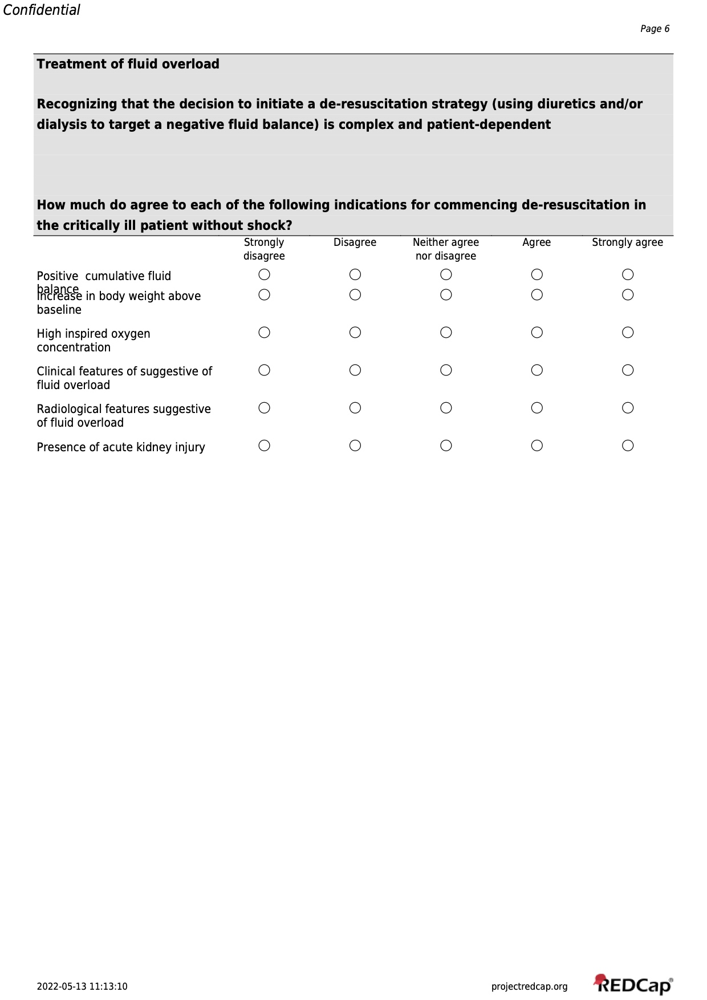 Confidential
Page 6
Treatment of fluid overload
Recognizing that the decision to initiate a de-resuscitation strategy (using diuretics and/or
dialysis to target a negative fluid balance) is complex and patient-dependent
How much do agree to each of the following indications for commencing de-resuscitation in
the critically ill patient without shock?
Strongly Disagree Neither agree Agree Strongly agree
disagree nor disagree
Positive  cumulative fluid
balance
Increase in body weight above
baseline
High inspired oxygen
concentration
Clinical features of suggestive of
fluid overload
Radiological features suggestive
of fluid overload
Presence of acute kidney injury
2022-05-13 11:13:10 projectredcap.org REDCap®